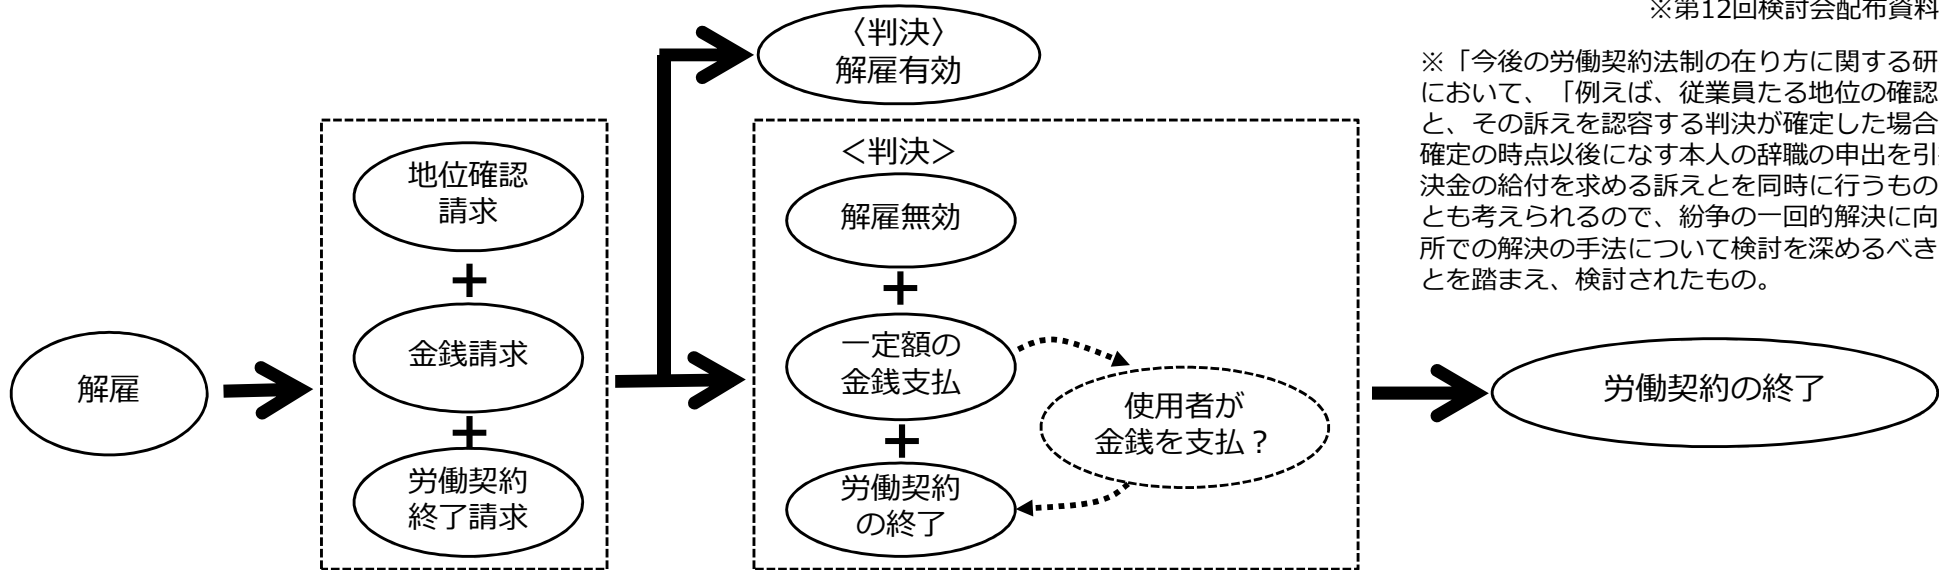 ※第12回検討会配布資料
※「今後の労働契約法制の在り方に関する研
において、「例えば、従業員たる地位の確認
と、その訴えを認容する判決が確定した場合
確定の時点以後になす本人の辞職の申出を引
決金の給付を求める訴えとを同時に行うもの
とも考えられるので、紛争の一回的解決に向
所での解決の手法について検討を深めるべき
とを踏まえ、検討されたもの。
解雇
地位確認
請求
+
金銭請求
+
労働契約
終了請求
〈判決〉
解雇有効
＜判決＞
解雇無効
+
一定額の
金銭支払
+
労働契約
の終了
使用者が
金銭を支払？
労働契約の終了